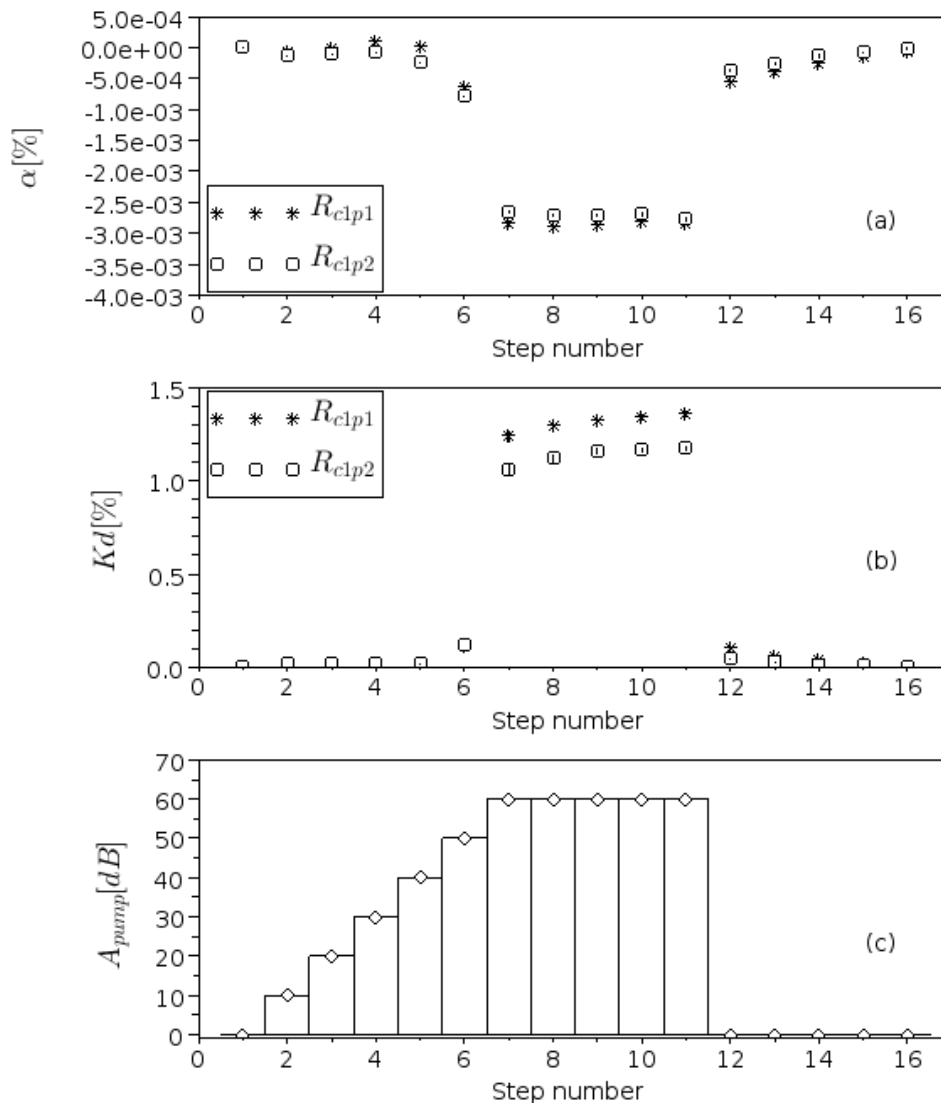 5.0e-04
0.0e+00
-5.0e-04
-1.0e-03
-1.5e-03
-2.0e-03
-2.5e-03
-3.0e-03
-3.5e-03
-4.0e-03
α[%]
R_{c1p1}
R_{c1p2}
(a)
0 2 4 6 8 10 12 14 16
Step number
1.5
1.0
0.5
0.0
Kd[%]
R_{c1p1}
R_{c1p2}
(b)
0 2 4 6 8 10 12 14 16
Step number
70
60
50
40
30
20
10
0
A_{pump}[dB]
(c)
0 2 4 6 8 10 12 14 16
Step number